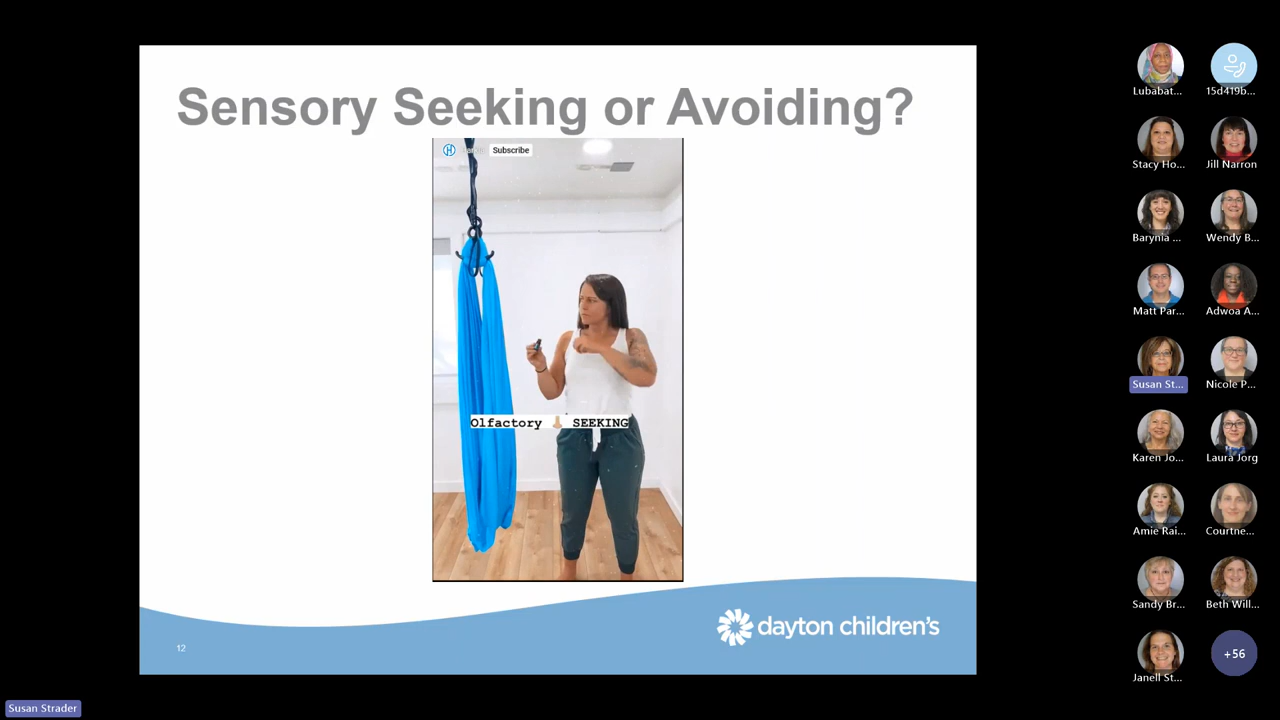 Sensory Seeking or Avoiding?
Subscribe
Olfactory 👃🏼 SEEKING
12
dayton children's
Lubabat...
15d419b...
Stacy Ho...
Jill Narron
Barynia ...
Wendy B...
Matt Par...
Adwoa A...
Susan St...
Nicole P...
Karen Jo...
Laura Jorg
Amie Rai...
Courtne...
Sandy Br...
Beth Will...
Janell St...
+56
Susan Strader